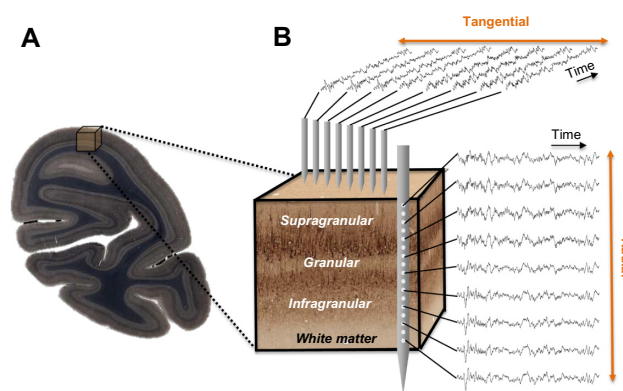 A
B
Tangential
Time
Time
Supragranular
Granular
Infragranular
White matter